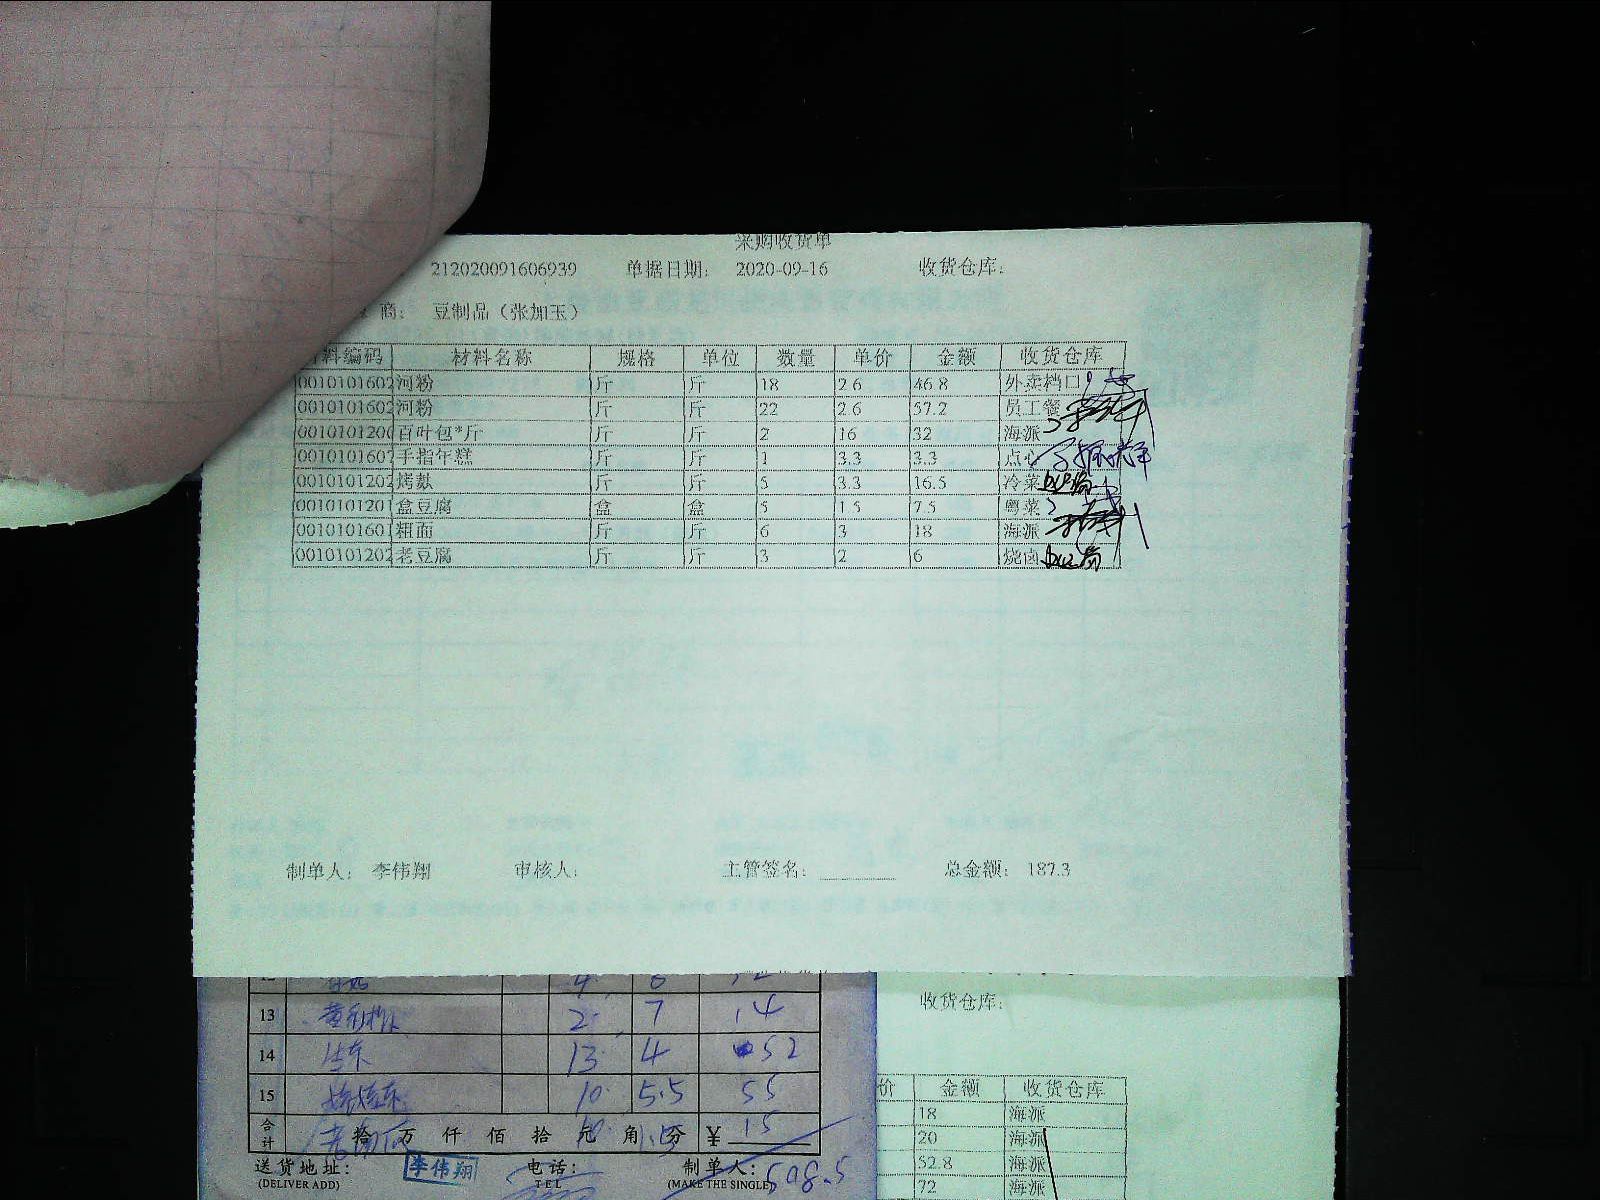 采购收货单
212020091606939 单据日期: 2020-09-16 收货仓库:
商: 豆制品（张加玉）
料编码 材料名称 规格 单位 数量 单价 金额 收货仓库
0010101602 河粉 斤 斤 18 2.6 46.8 外卖档口
0010101602 河粉 斤 斤 22 2.6 57.2 员工餐
0010101200 百叶包*斤 斤 斤 2 16 32 海派
0010101607 手指年糕 斤 斤 1 3.3 3.3 点心
0010101202 烤麸 斤 斤 5 3.3 16.5 冷菜
0010101201 盒豆腐 盒 盒 5 1.5 7.5 粤菜
0010101601 粗面 斤 斤 6 3 18 海派
0010101202 老豆腐 斤 斤 3 2 6 烧卤
制单人: 李伟翔 审核人: 主管签名: 总金额: 187.3
13 2 7 14
14 13 4 52
15 10 5.5 55
合计 拾 万 仟 佰 拾 元 角 分 ¥ 15
送货地址: 李伟翔 电话: 制单人: 508.5
(DELIVER ADD) TEL (MAKE THE SINGLE)
收货仓库:
价 金额 收货仓库
18 海派
20 海派
52.8 海派
72 海派